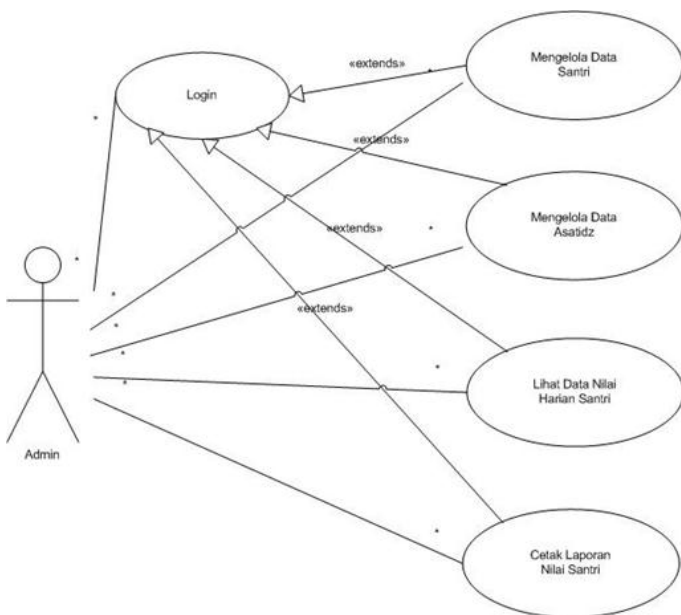 «extends»
Mengelola Data
Santri
Login
*
*
«extends»
Mengelola Data
Asatidz
«extends»
*
*
*
«extends»
*
*
*
Lihat Data Nilai
Harian Santri
*
Admin
*
Cetak Laporan
Nilai Santri